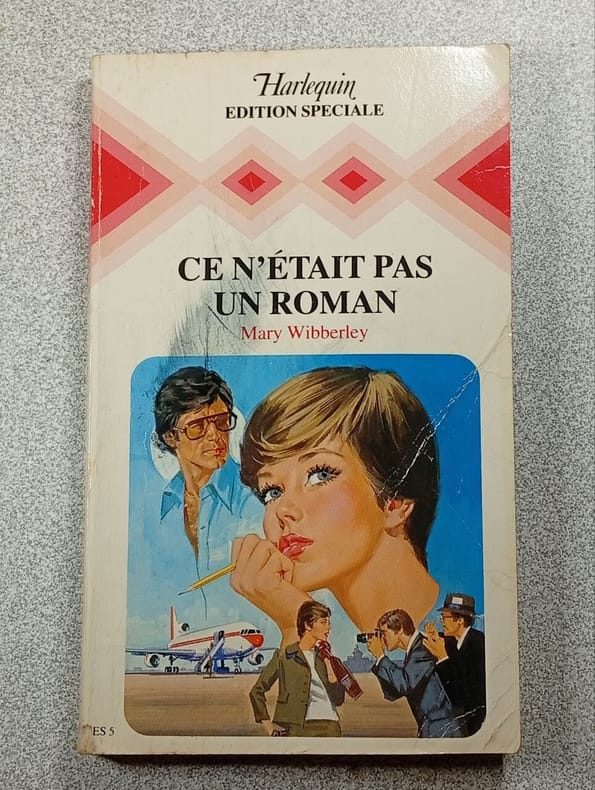 Harlequin
EDITION SPECIALE
CE N'ÉTAIT PAS
UN ROMAN
Mary Wibberley
ES 5